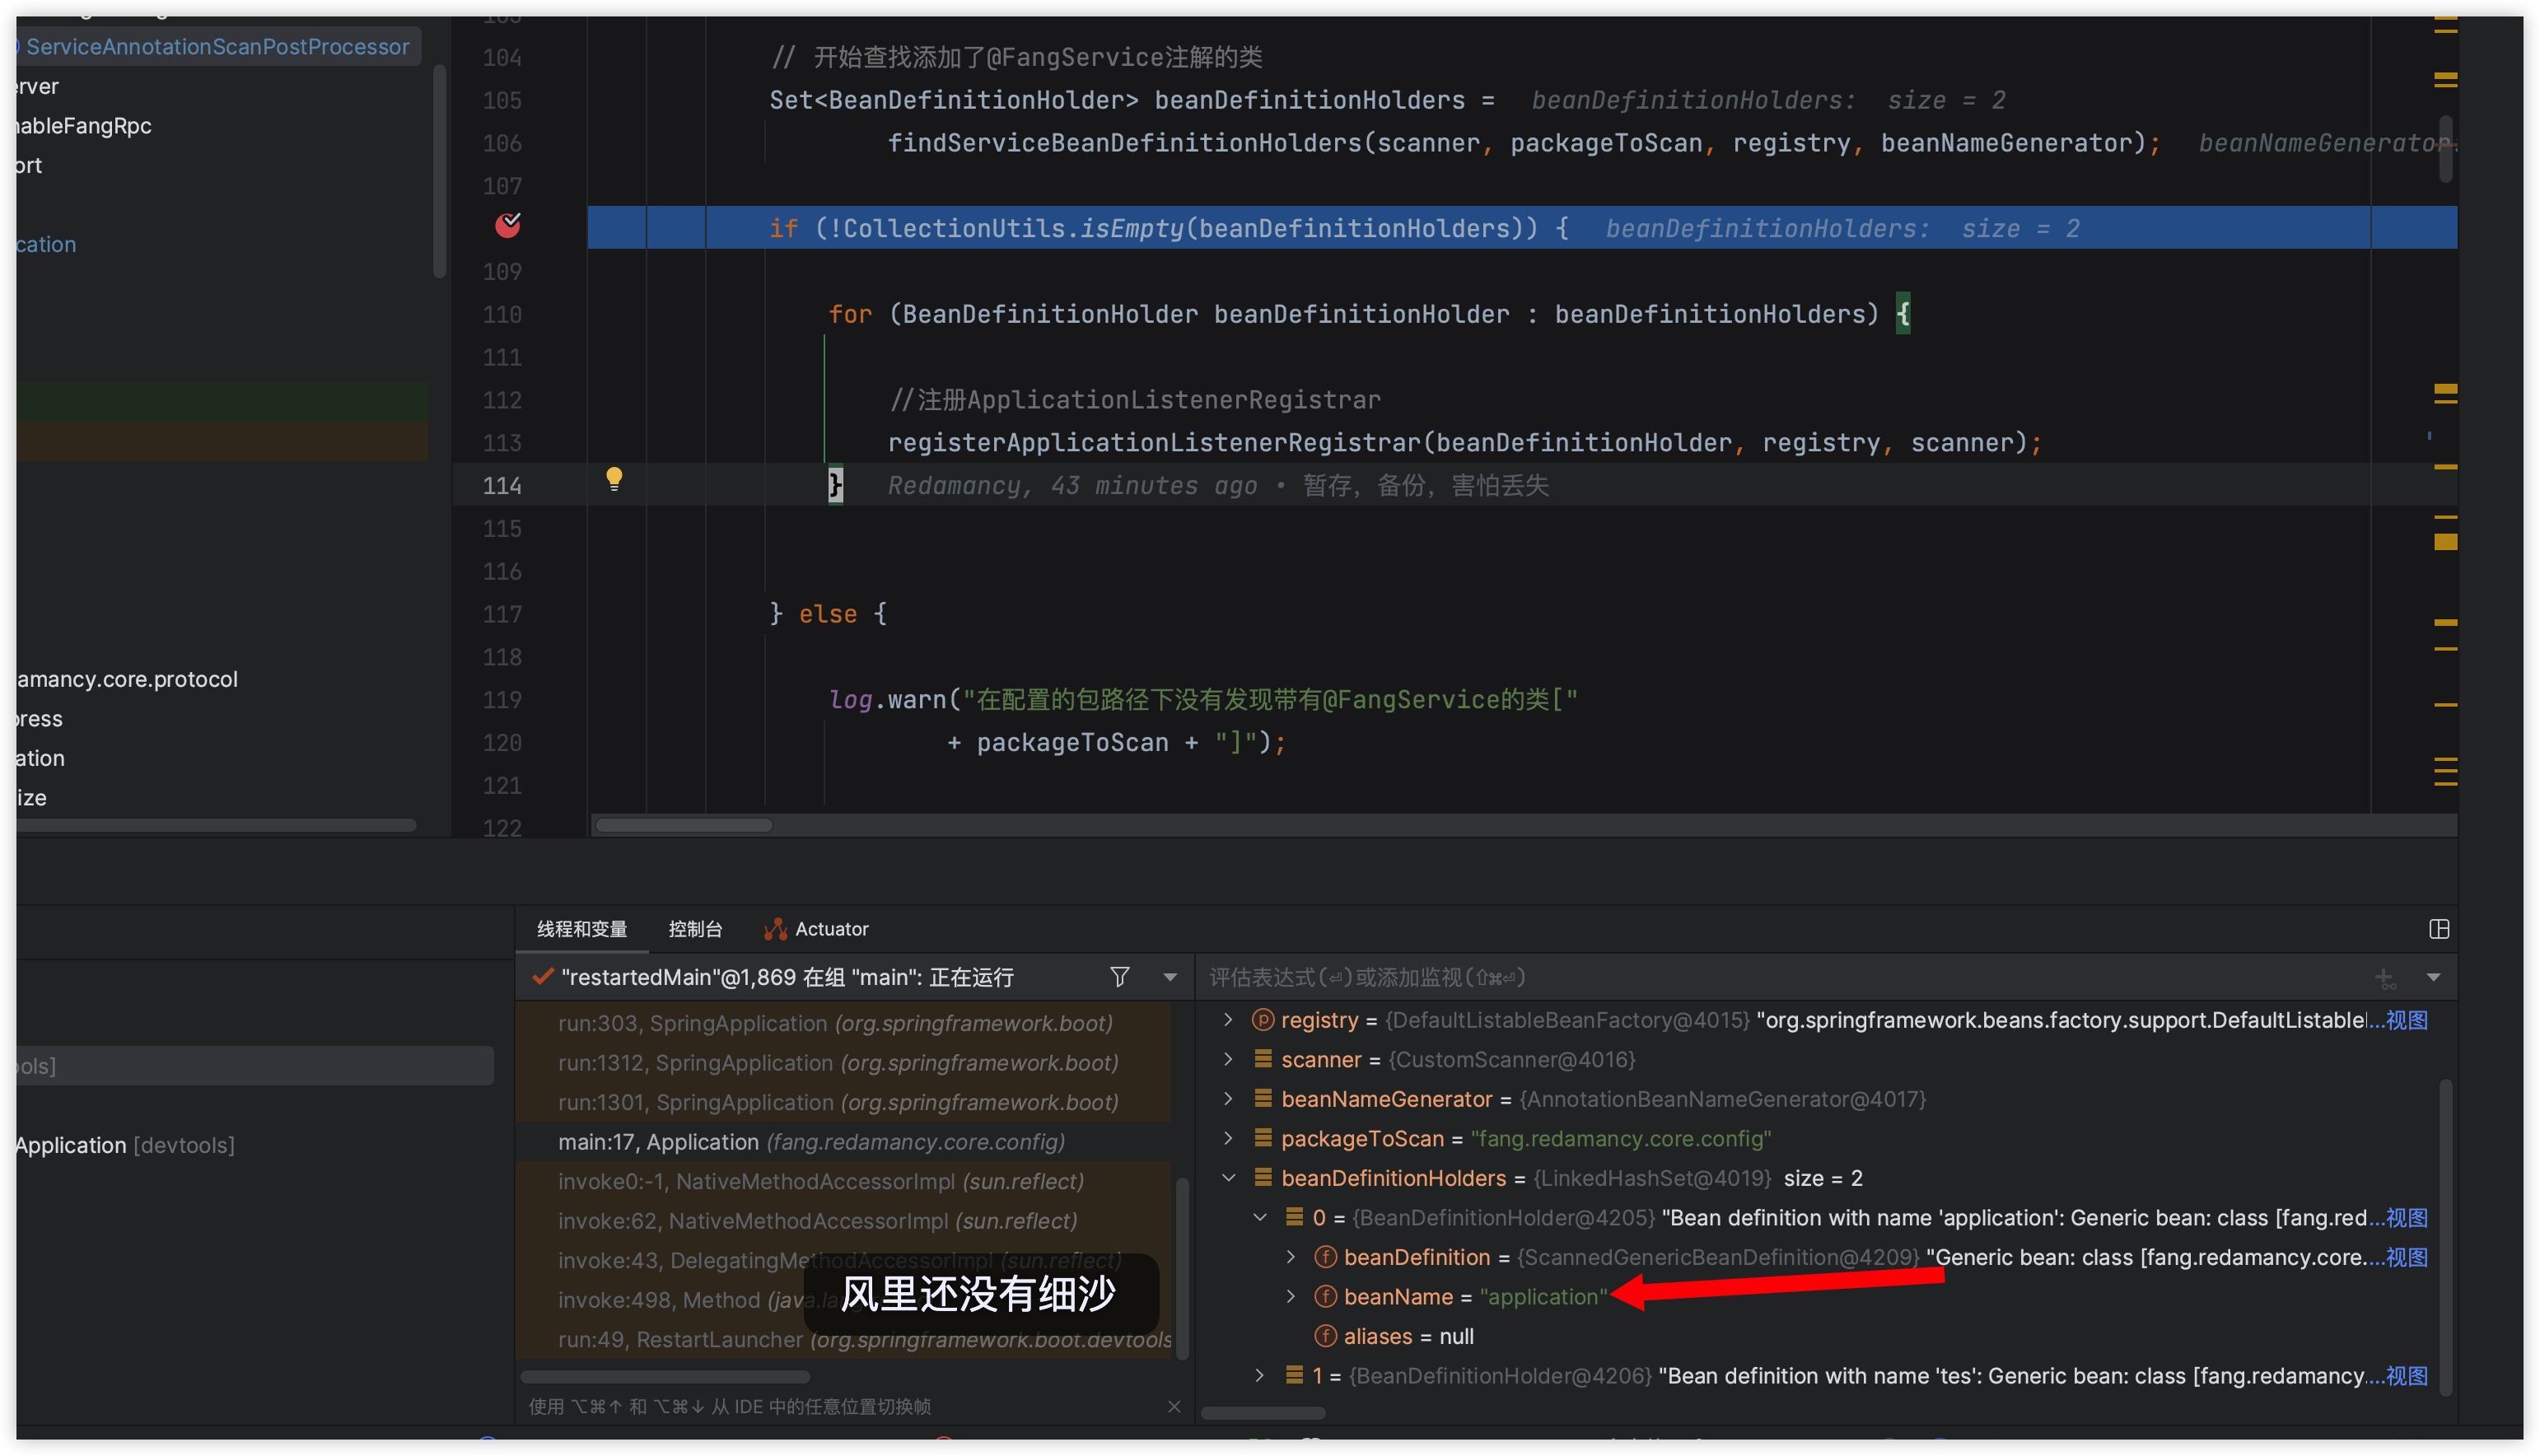 ServiceAnnotationScanPostProcessor
erver
nableFangRpc
ort
cation
amancy.core.protocol
press
ation
ize
104 // 开始查找添加了@FangService注解的类
105 Set<BeanDefinitionHolder> beanDefinitionHolders = beanDefinitionHolders: size = 2
106 findServiceBeanDefinitionHolders(scanner, packageToScan, registry, beanNameGenerator); beanNameGenerator:
107
if (!CollectionUtils.isEmpty(beanDefinitionHolders)) { beanDefinitionHolders: size = 2
109
110 for (BeanDefinitionHolder beanDefinitionHolder : beanDefinitionHolders) {
111
112 //注册ApplicationListenerRegistrar
113 registerApplicationListenerRegistrar(beanDefinitionHolder, registry, scanner);
114 } Redamancy, 43 minutes ago • 暂存，备份，害怕丢失
115
116
117 } else {
118
119 log.warn("在配置的包路径下没有发现带有@FangService的类["
120 + packageToScan + "]");
121
122
ools]
Application [devtools]
线程和变量 控制台 Actuator
"restartedMain"@1,869 在组 "main": 正在运行
run:303, SpringApplication (org.springframework.boot)
run:1312, SpringApplication (org.springframework.boot)
run:1301, SpringApplication (org.springframework.boot)
main:17, Application (fang.redamancy.core.config)
invoke0:-1, NativeMethodAccessorImpl (sun.reflect)
invoke:62, NativeMethodAccessorImpl (sun.reflect)
invoke:43, DelegatingMethodAccessorImpl (sun.reflect)
invoke:498, Method (java.la
run:49, RestartLauncher (org.springframework.boot.devtools
风里还没有细沙
使用 ⌥⌘↑ 和 ⌥⌘↓ 从 IDE 中的任意位置切换帧
评估表达式(⏎)或添加监视(⇧⌘⏎)
registry = {DefaultListableBeanFactory@4015} "org.springframework.beans.factory.support.DefaultListableI...视图
scanner = {CustomScanner@4016}
beanNameGenerator = {AnnotationBeanNameGenerator@4017}
packageToScan = "fang.redamancy.core.config"
beanDefinitionHolders = {LinkedHashSet@4019} size = 2
0 = {BeanDefinitionHolder@4205} "Bean definition with name 'application': Generic bean: class [fang.red...视图
beanDefinition = {ScannedGenericBeanDefinition@4209} "Generic bean: class [fang.redamancy.core....视图
beanName = "application"
aliases = null
1 = {BeanDefinitionHolder@4206} "Bean definition with name 'tes': Generic bean: class [fang.redamancy....视图